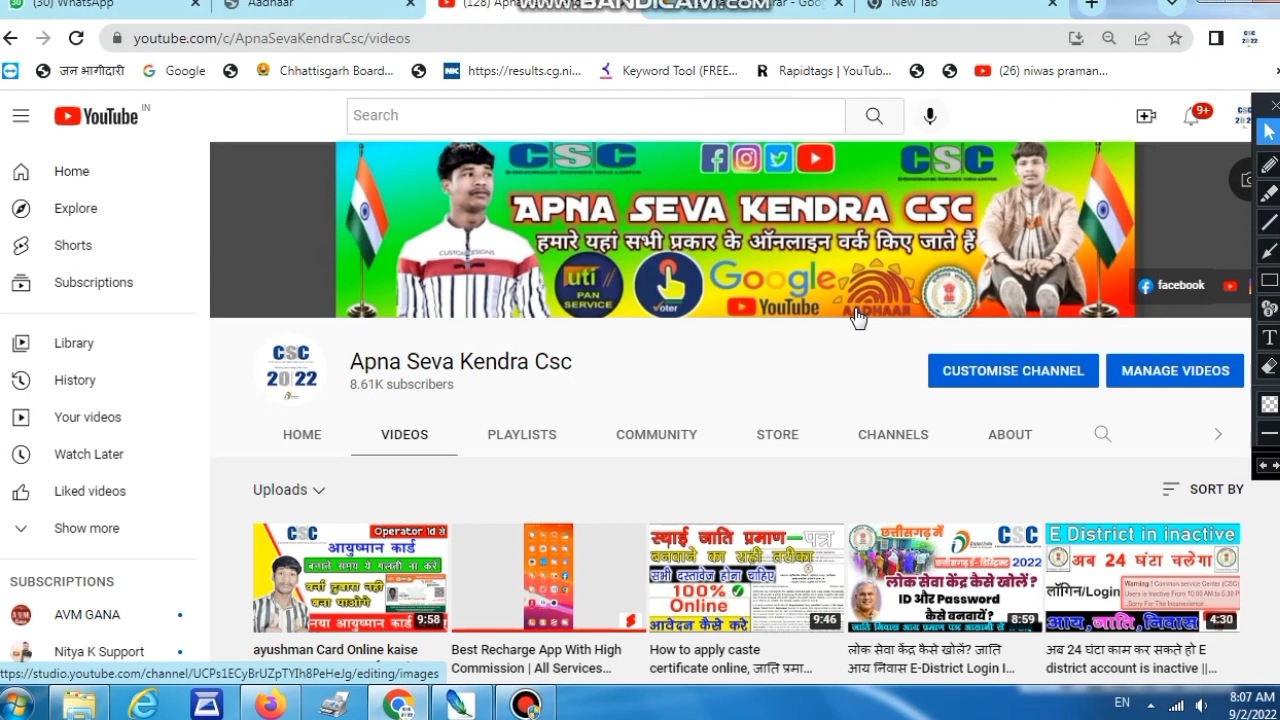 (30) WhatsApp
Aadhaar
www.BANDICAM.com
New Tab
youtube.com/c/ApnaSevaKendraCsc/videos
जन भागीदारी
Google
Chhattisgarh Board...
NK
https://results.cg.ni...
Keyword Tool (FREE...
R
Rapidtags | YouTub...
(26) niwas praman...
YouTube IN
Search
9+
Home
Explore
Shorts
Subscriptions
Library
History
Your videos
Watch Later
Liked videos
Show more
SUBSCRIPTIONS
Nitya K Support
CSC
CSC
APNA SEVA KENDRA CSC
हमारे यहां सभी प्रकार के ऑनलाइन वर्क किए जाते हैं
uti
PAN
SERVICE
voter
Google
YouTube
AADHAAR
facebook
CSC
2022
Apna Seva Kendra Csc
8.61K subscribers
CUSTOMISE CHANNEL
MANAGE VIDEOS
HOME
VIDEOS
PLAYLISTS
COMMUNITY
STORE
CHANNELS
ABOUT
Uploads
SORT BY
CSC
Operator id से
आयुष्मान कार्ड
बनाते समय ये गलती ना करें
नया आयुष्मान कार्ड
9:58
ayushman Card Online kaise
Best Recharge App With High
Commission | All Services...
स्थाई जाति प्रमाण-पत्र
बनवाने का सही तरीका
सभी दस्तावेज होना चाहिए
100%
Online
आवेदन कैसे करे
9:46
How to apply caste
certificate online, जाति प्रमा...
छत्तीसगढ़ में
CSC
2022
लोक सेवा केंद्र कैसे खोलें?
ID और Password
कैसे बनवायें?
8:59
लोक सेवा केंद्र कैसे खोलें? जाति
आय निवास E-District Login I...
E District in inactive
अब 24 घंटा चलेगा
लॉगिन/Login
आय,जाति,निवास
4:30
अब 24 घंटा काम कर सकते हो E
district account is inactive ||...
https://studio.youtube.com/channel/UCPs1ECyBrUZpTYIh8PeHeJg/editing/images
EN
8:07 AM
9/2/2022